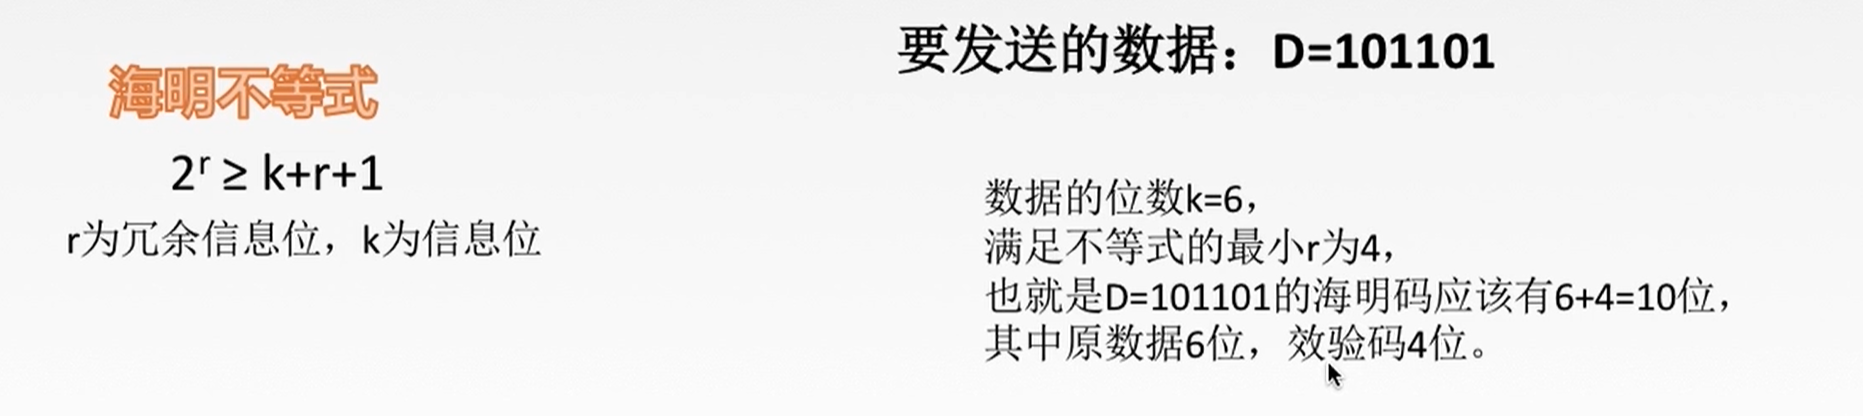 要发送的数据：D=101101
海明不等式
2ʳ ≥ k+r+1
r为冗余信息位，k为信息位
数据的位数k=6，
满足不等式的最小r为4，
也就是D=101101的海明码应该有6+4=10位，
其中原数据6位，效验码4位。